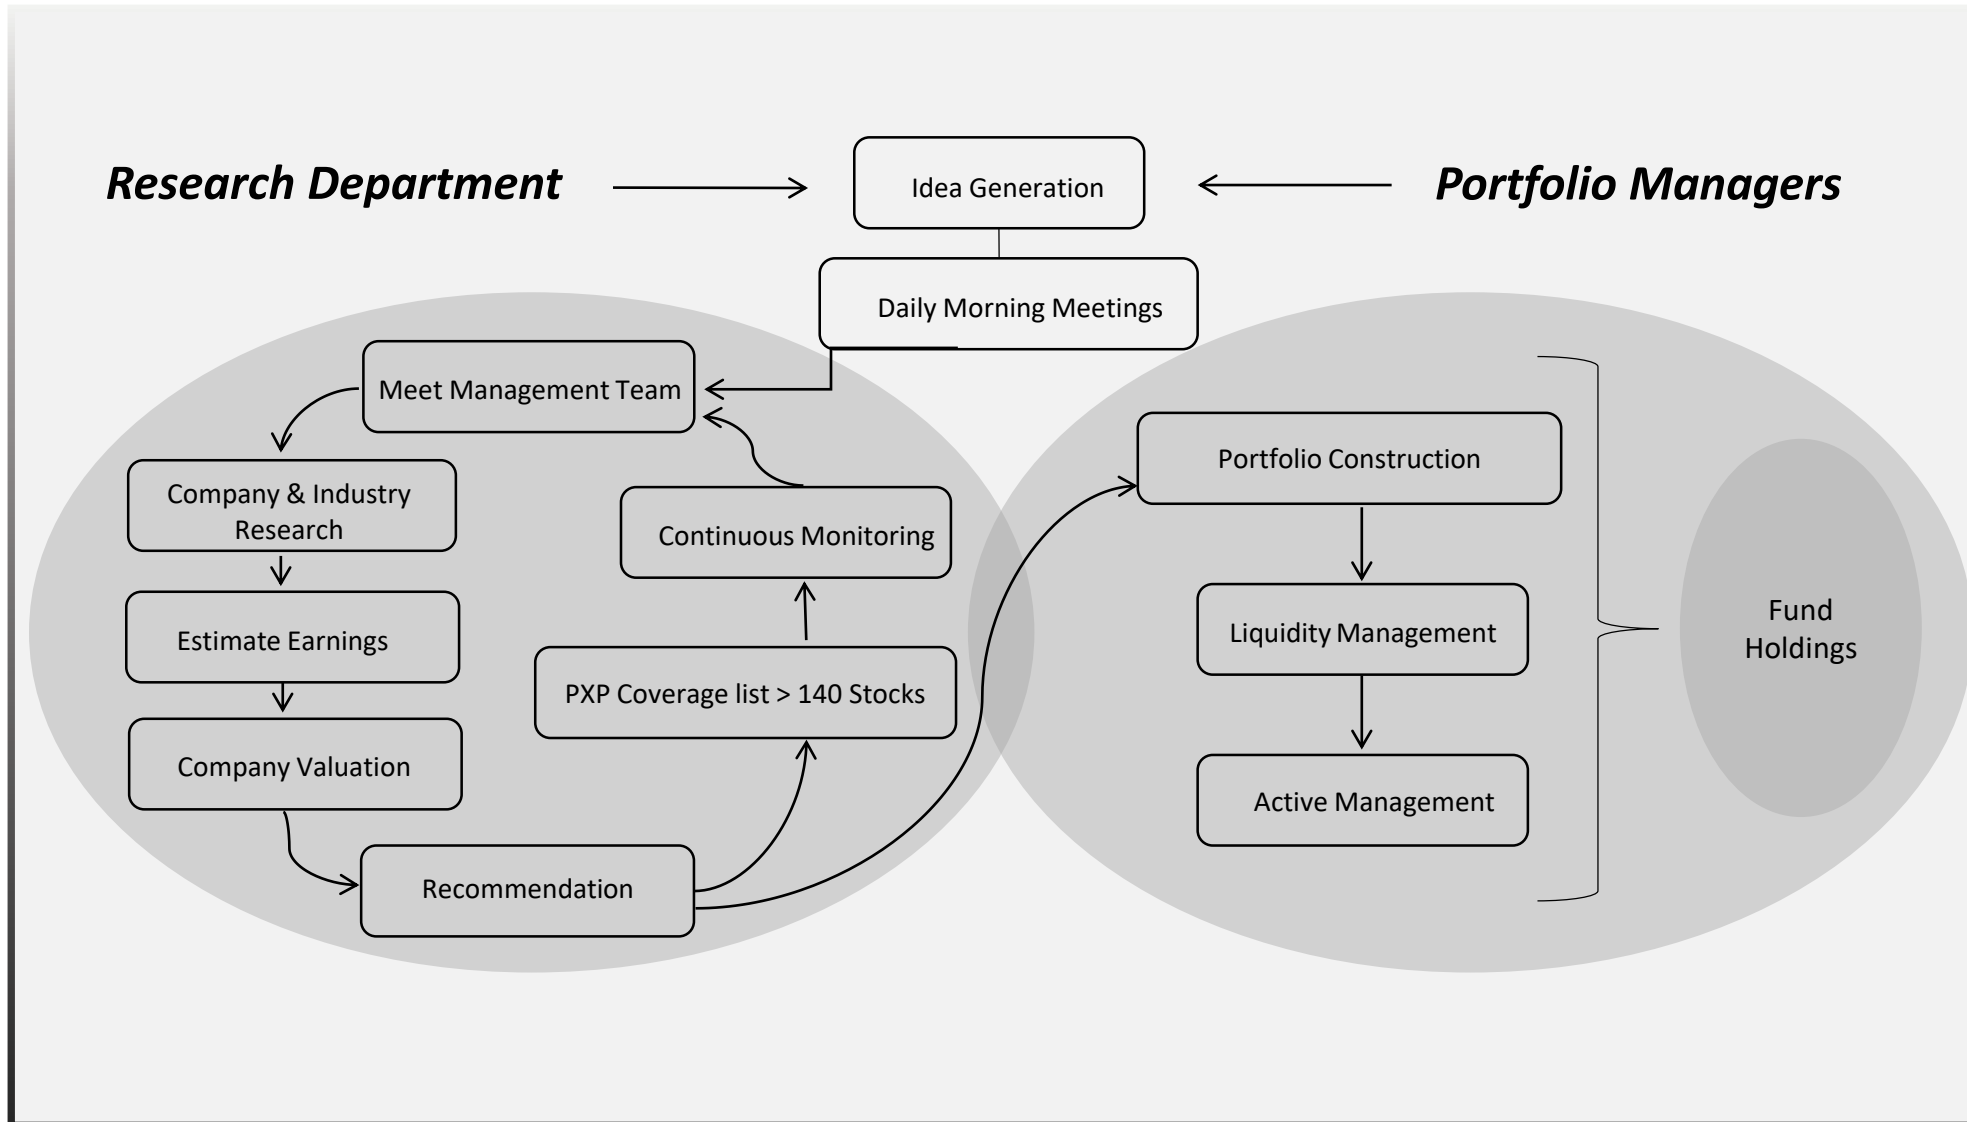 Research Department
Idea Generation
Portfolio Managers
Daily Morning Meetings
Meet Management Team
Company & Industry
Research
Estimate Earnings
Company Valuation
Recommendation
PXP Coverage list > 140 Stocks
Continuous Monitoring
Portfolio Construction
Liquidity Management
Active Management
Fund
Holdings